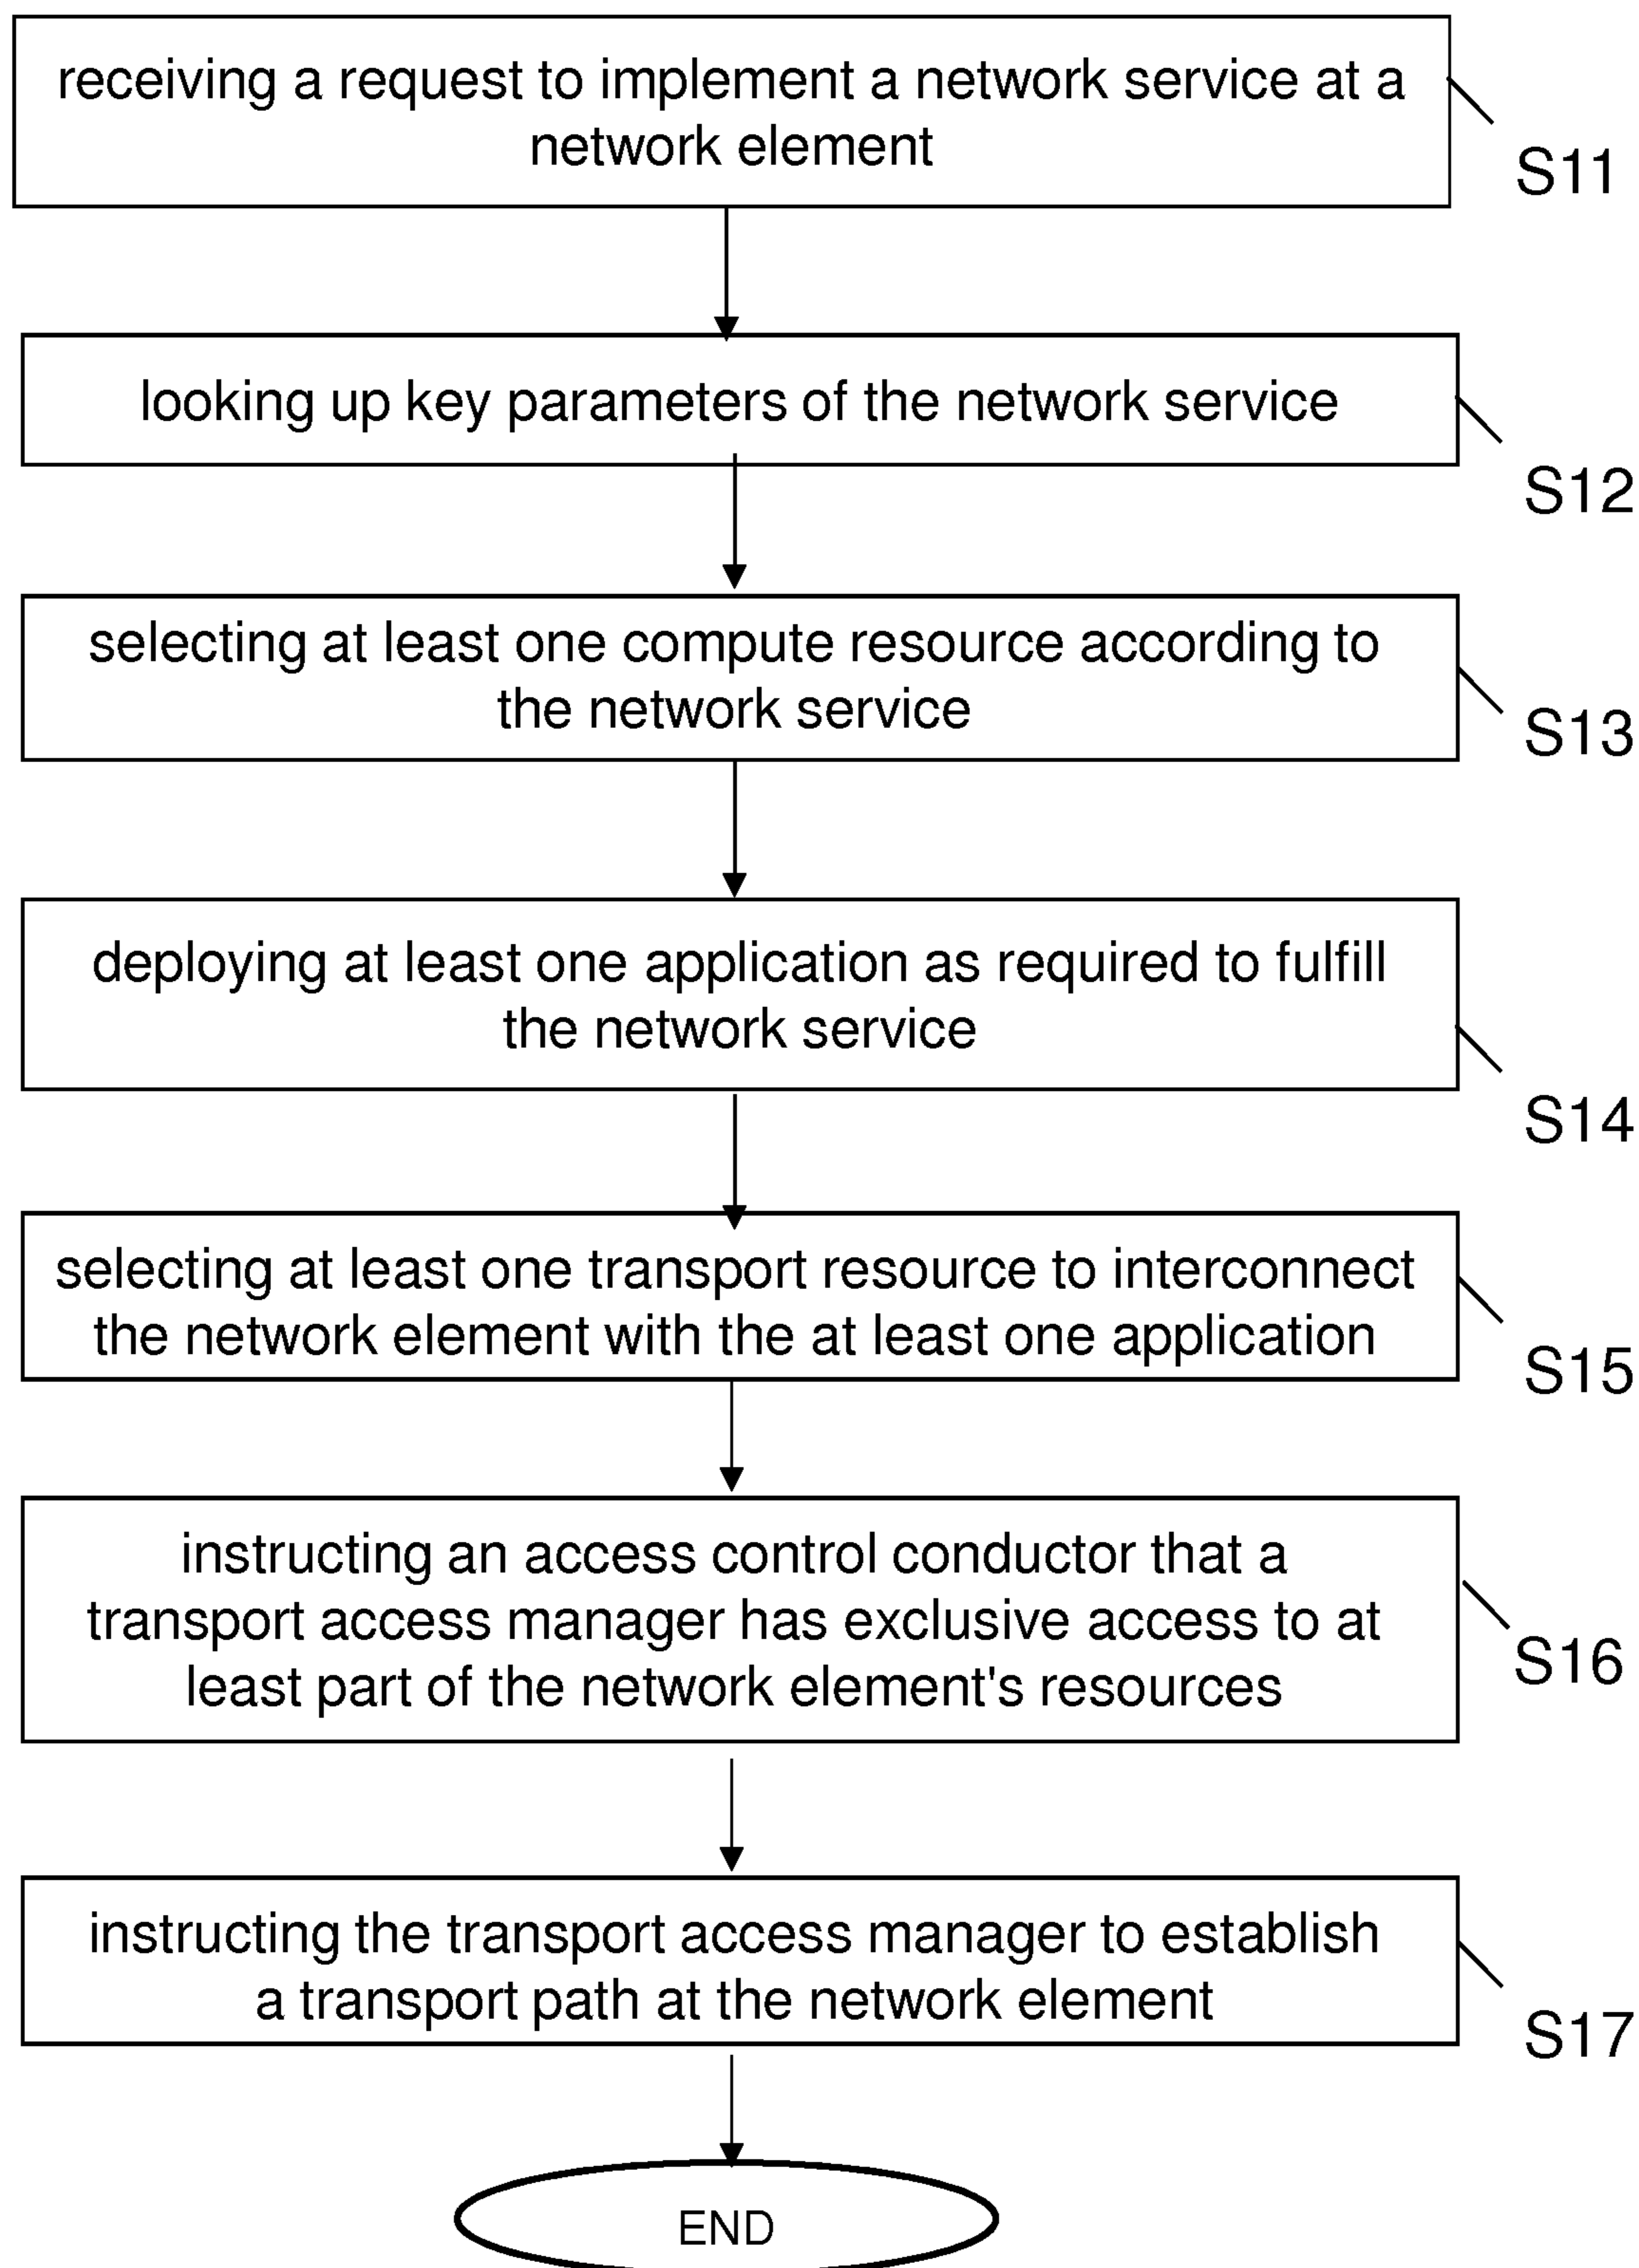 receiving a request to implement a network service at a
network element
S11
looking up key parameters of the network service
S12
selecting at least one compute resource according to
the network service
S13
deploying at least one application as required to fulfill
the network service
S14
selecting at least one transport resource to interconnect
the network element with the at least one application
S15
instructing an access control conductor that a
transport access manager has exclusive access to at
least part of the network element's resources
S16
instructing the transport access manager to establish
a transport path at the network element
S17
END